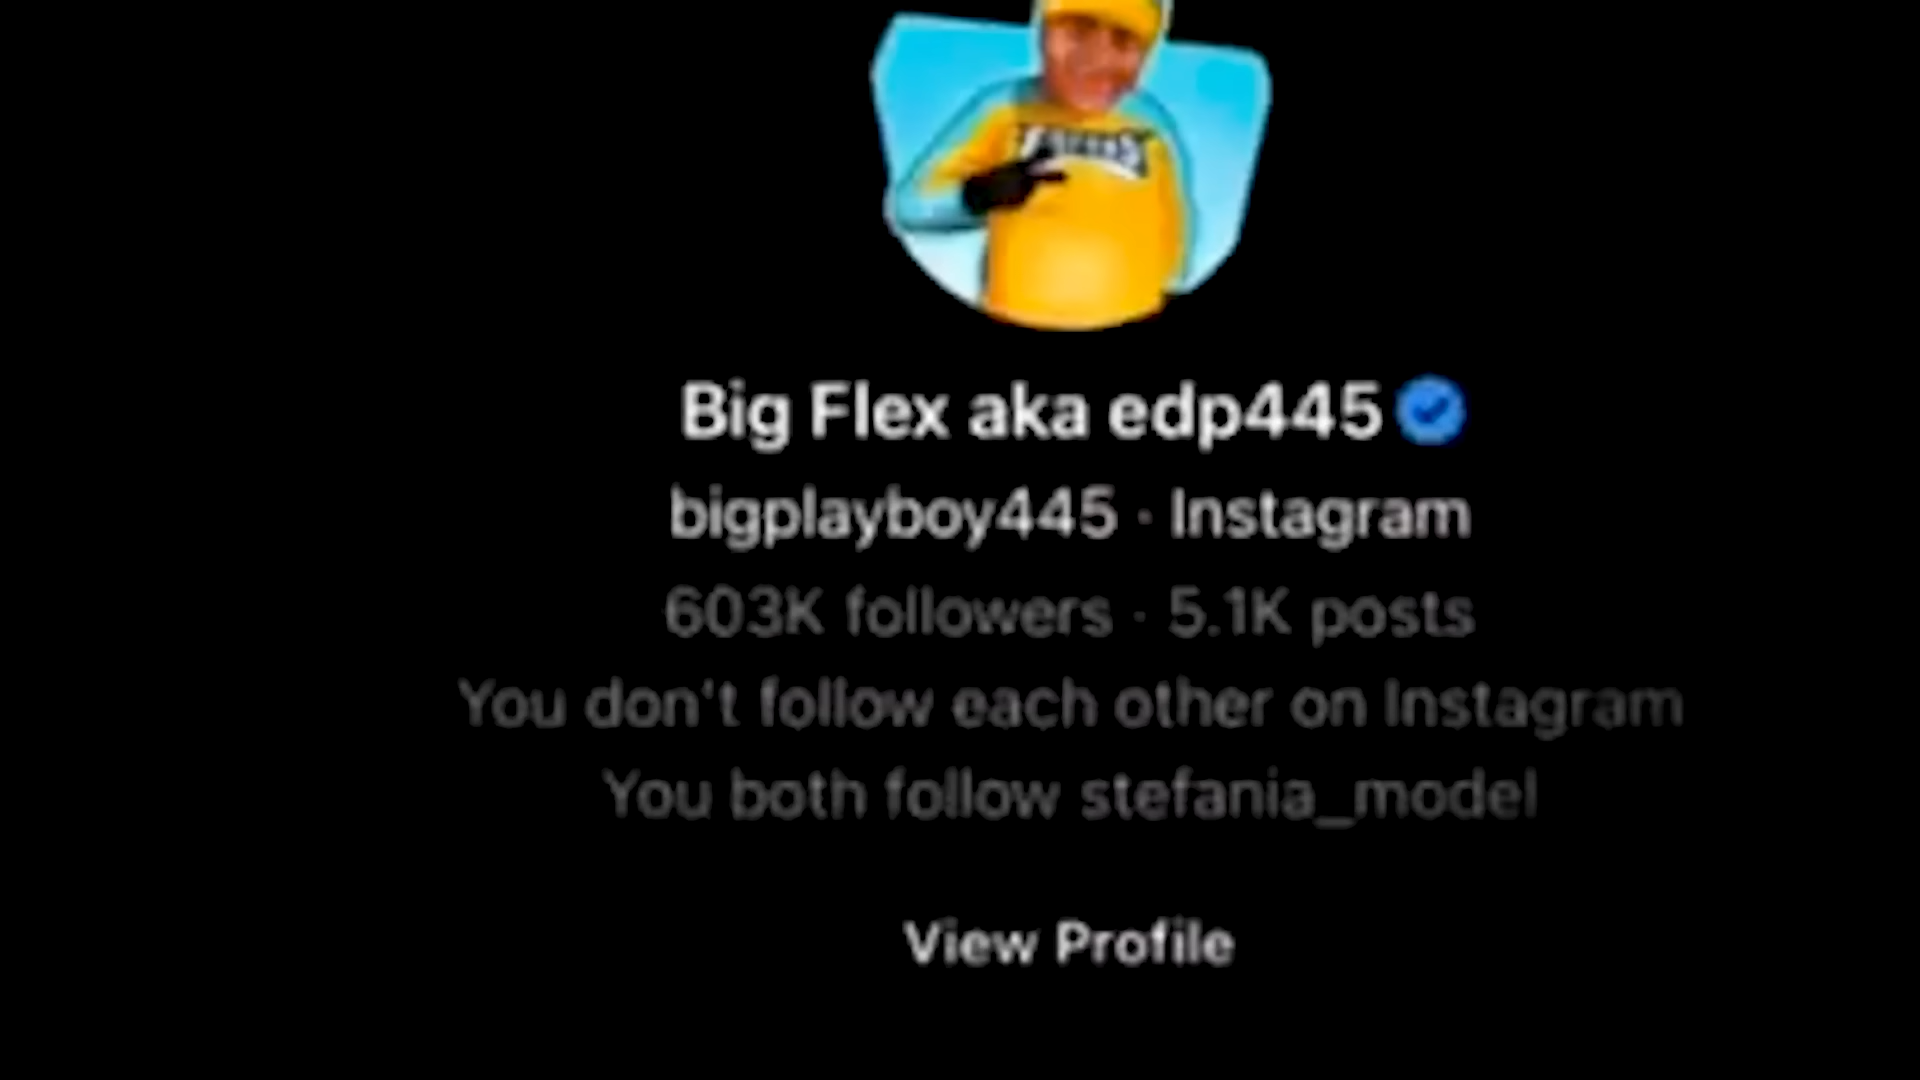 Big Flex aka edp445
bigplayboy445 · Instagram
603K followers · 5.1K posts
You don't follow each other on Instagram
You both follow stefania_model
View Profile